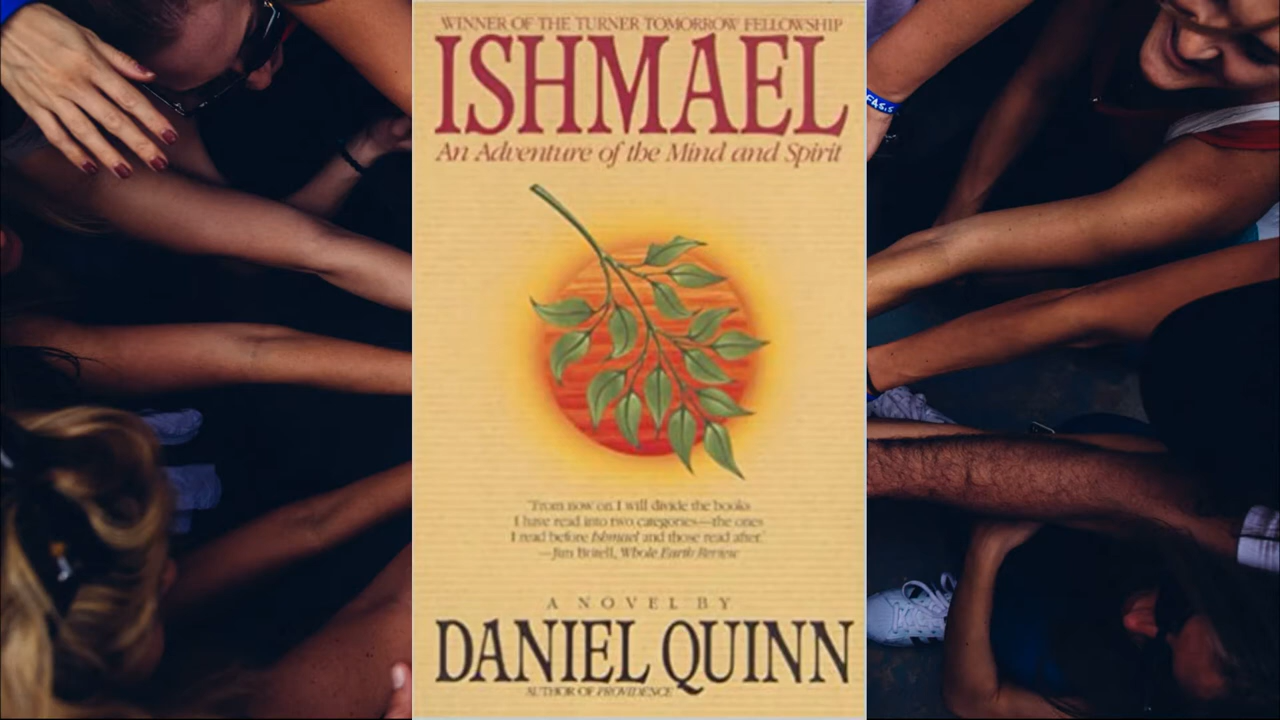 WINNER OF THE TURNER TOMORROW FELLOWSHIP
ISHMAEL
An Adventure of the Mind and Spirit
"From now on I will divide the books
I have read into two categories—the ones
I read before Ishmael and those read after."
—Jim Britell, Whole Earth Review
A NOVEL BY
DANIEL QUINN
AUTHOR OF PROVIDENCE